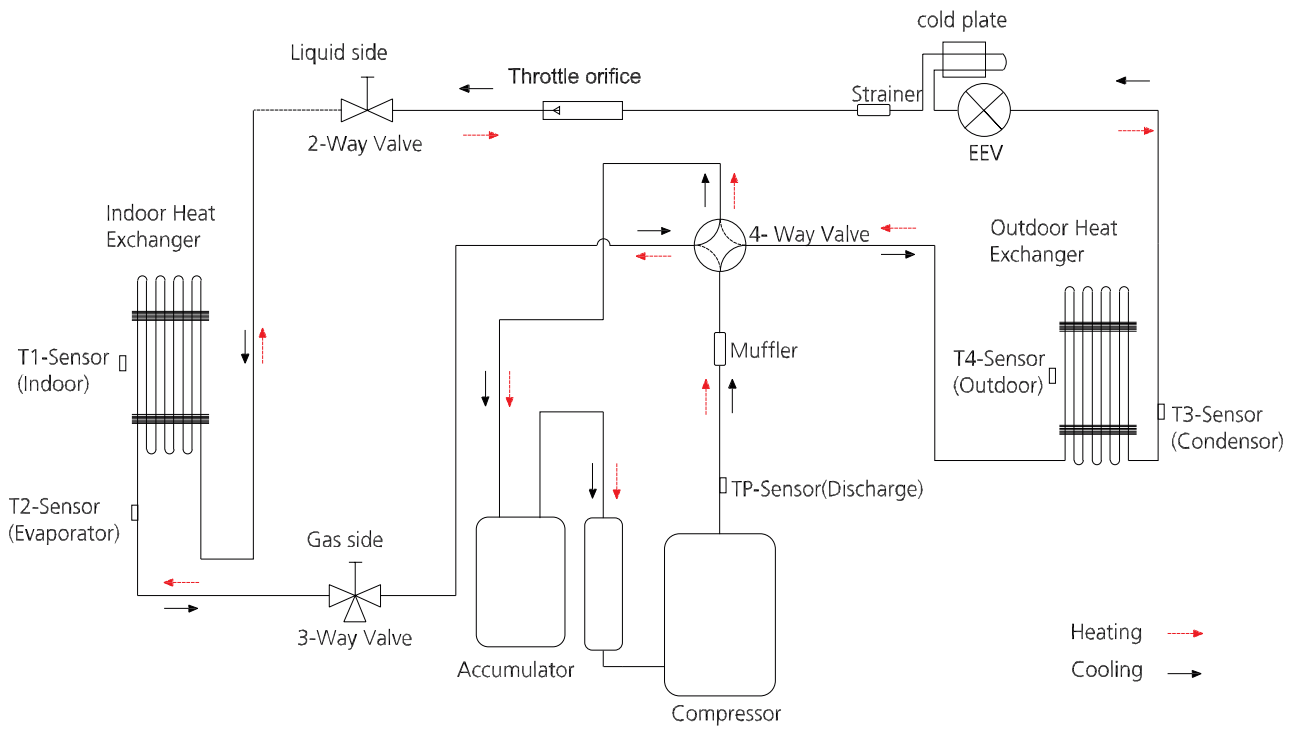 cold plate
Liquid side
Throttle orifice
Strainer
2-Way Valve
EEV
Indoor Heat
Exchanger
4- Way Valve
Outdoor Heat
Exchanger
Muffler
T1-Sensor
(Indoor)
T4-Sensor
(Outdoor)
T3-Sensor
(Condensor)
TP-Sensor(Discharge)
T2-Sensor
(Evaporator)
Gas side
3-Way Valve
Heating
Accumulator
Cooling
Compressor